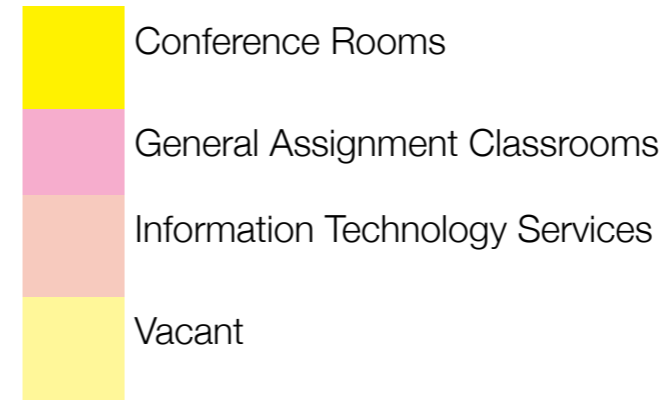 Conference Rooms
General Assignment Classrooms
Information Technology Services
Vacant